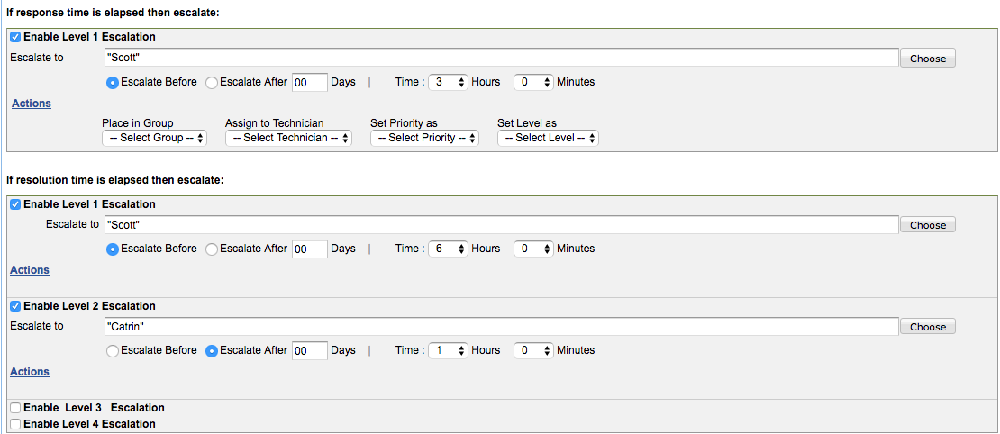 If response time is elapsed then escalate:
Enable Level 1 Escalation
Escalate to "Scott" Choose
Escalate Before Escalate After 00 Days | Time : 3 Hours 0 Minutes
Actions
Place in Group Assign to Technician Set Priority as Set Level as
-- Select Group -- -- Select Technician -- -- Select Priority -- -- Select Level --
If resolution time is elapsed then escalate:
Enable Level 1 Escalation
Escalate to "Scott" Choose
Escalate Before Escalate After 00 Days | Time : 6 Hours 0 Minutes
Actions
Enable Level 2 Escalation
Escalate to "Catrin" Choose
Escalate Before Escalate After 00 Days | Time : 1 Hours 0 Minutes
Actions
Enable Level 3 Escalation
Enable Level 4 Escalation